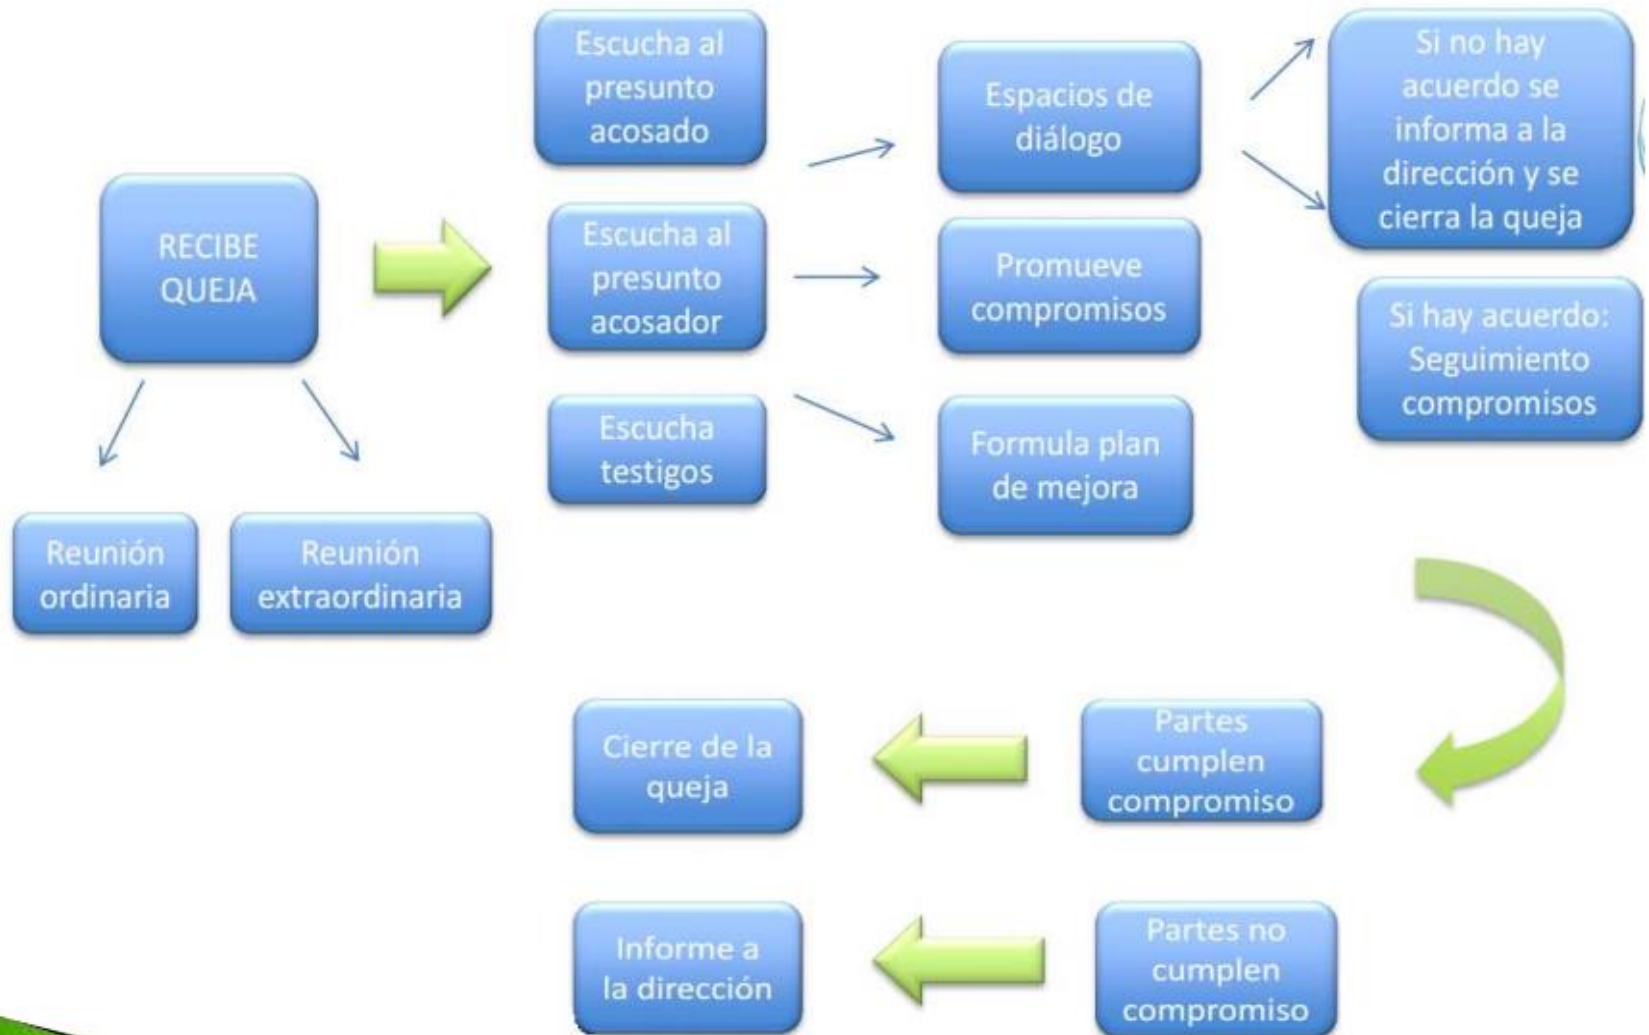 RECIBE
QUEJA
Reunión
ordinaria
Reunión
extraordinaria
Escucha al
presunto
acosado
Escucha al
presunto
acosador
Escucha
testigos
Espacios de
diálogo
Promueve
compromisos
Formula plan
de mejora
Si no hay
acuerdo se
informa a la
dirección y se
cierra la queja
Si hay acuerdo:
Seguimiento
compromisos
Partes
cumplen
compromiso
Cierre de la
queja
Partes no
cumplen
compromiso
Informe a
la dirección